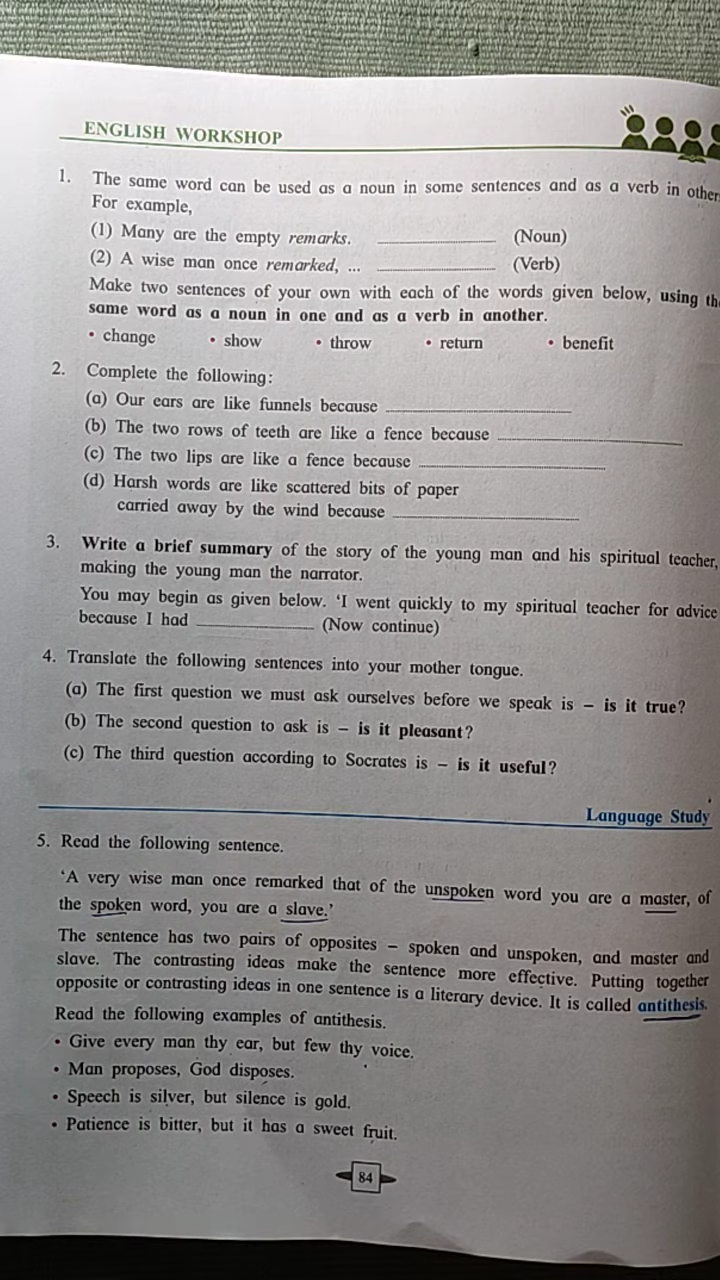 ENGLISH WORKSHOP
1. The same word can be used as a noun in some sentences and as a verb in other
For example,
(1) Many are the empty remarks. (Noun)
(2) A wise man once remarked, ... (Verb)
Make two sentences of your own with each of the words given below, using
same word as a noun in one and as a verb in another.
• change • show • throw • return • benefit
2. Complete the following:
(a) Our ears are like funnels because
(b) The two rows of teeth are like a fence because
(c) The two lips are like a fence because
(d) Harsh words are like scattered bits of paper
carried away by the wind because
3. Write a brief summary of the story of the young man and his spiritual teacher,
making the young man the narrator.
You may begin as given below. ‘I went quickly to my spiritual teacher for advice
because I had (Now continue)
4. Translate the following sentences into your mother tongue.
(a) The first question we must ask ourselves before we speak is – is it true?
(b) The second question to ask is – is it pleasant?
(c) The third question according to Socrates is – is it useful?
Language Study
5. Read the following sentence.
‘A very wise man once remarked that of the unspoken word you are a master, of
the spoken word, you are a slave.’
The sentence has two pairs of opposites – spoken and unspoken, and master and
slave. The contrasting ideas make the sentence more effective. Putting together
opposite or contrasting ideas in one sentence is a literary device. It is called antithesis.
Read the following examples of antithesis.
• Give every man thy ear, but few thy voice.
• Man proposes, God disposes.
• Speech is silver, but silence is gold.
• Patience is bitter, but it has a sweet fruit.
84